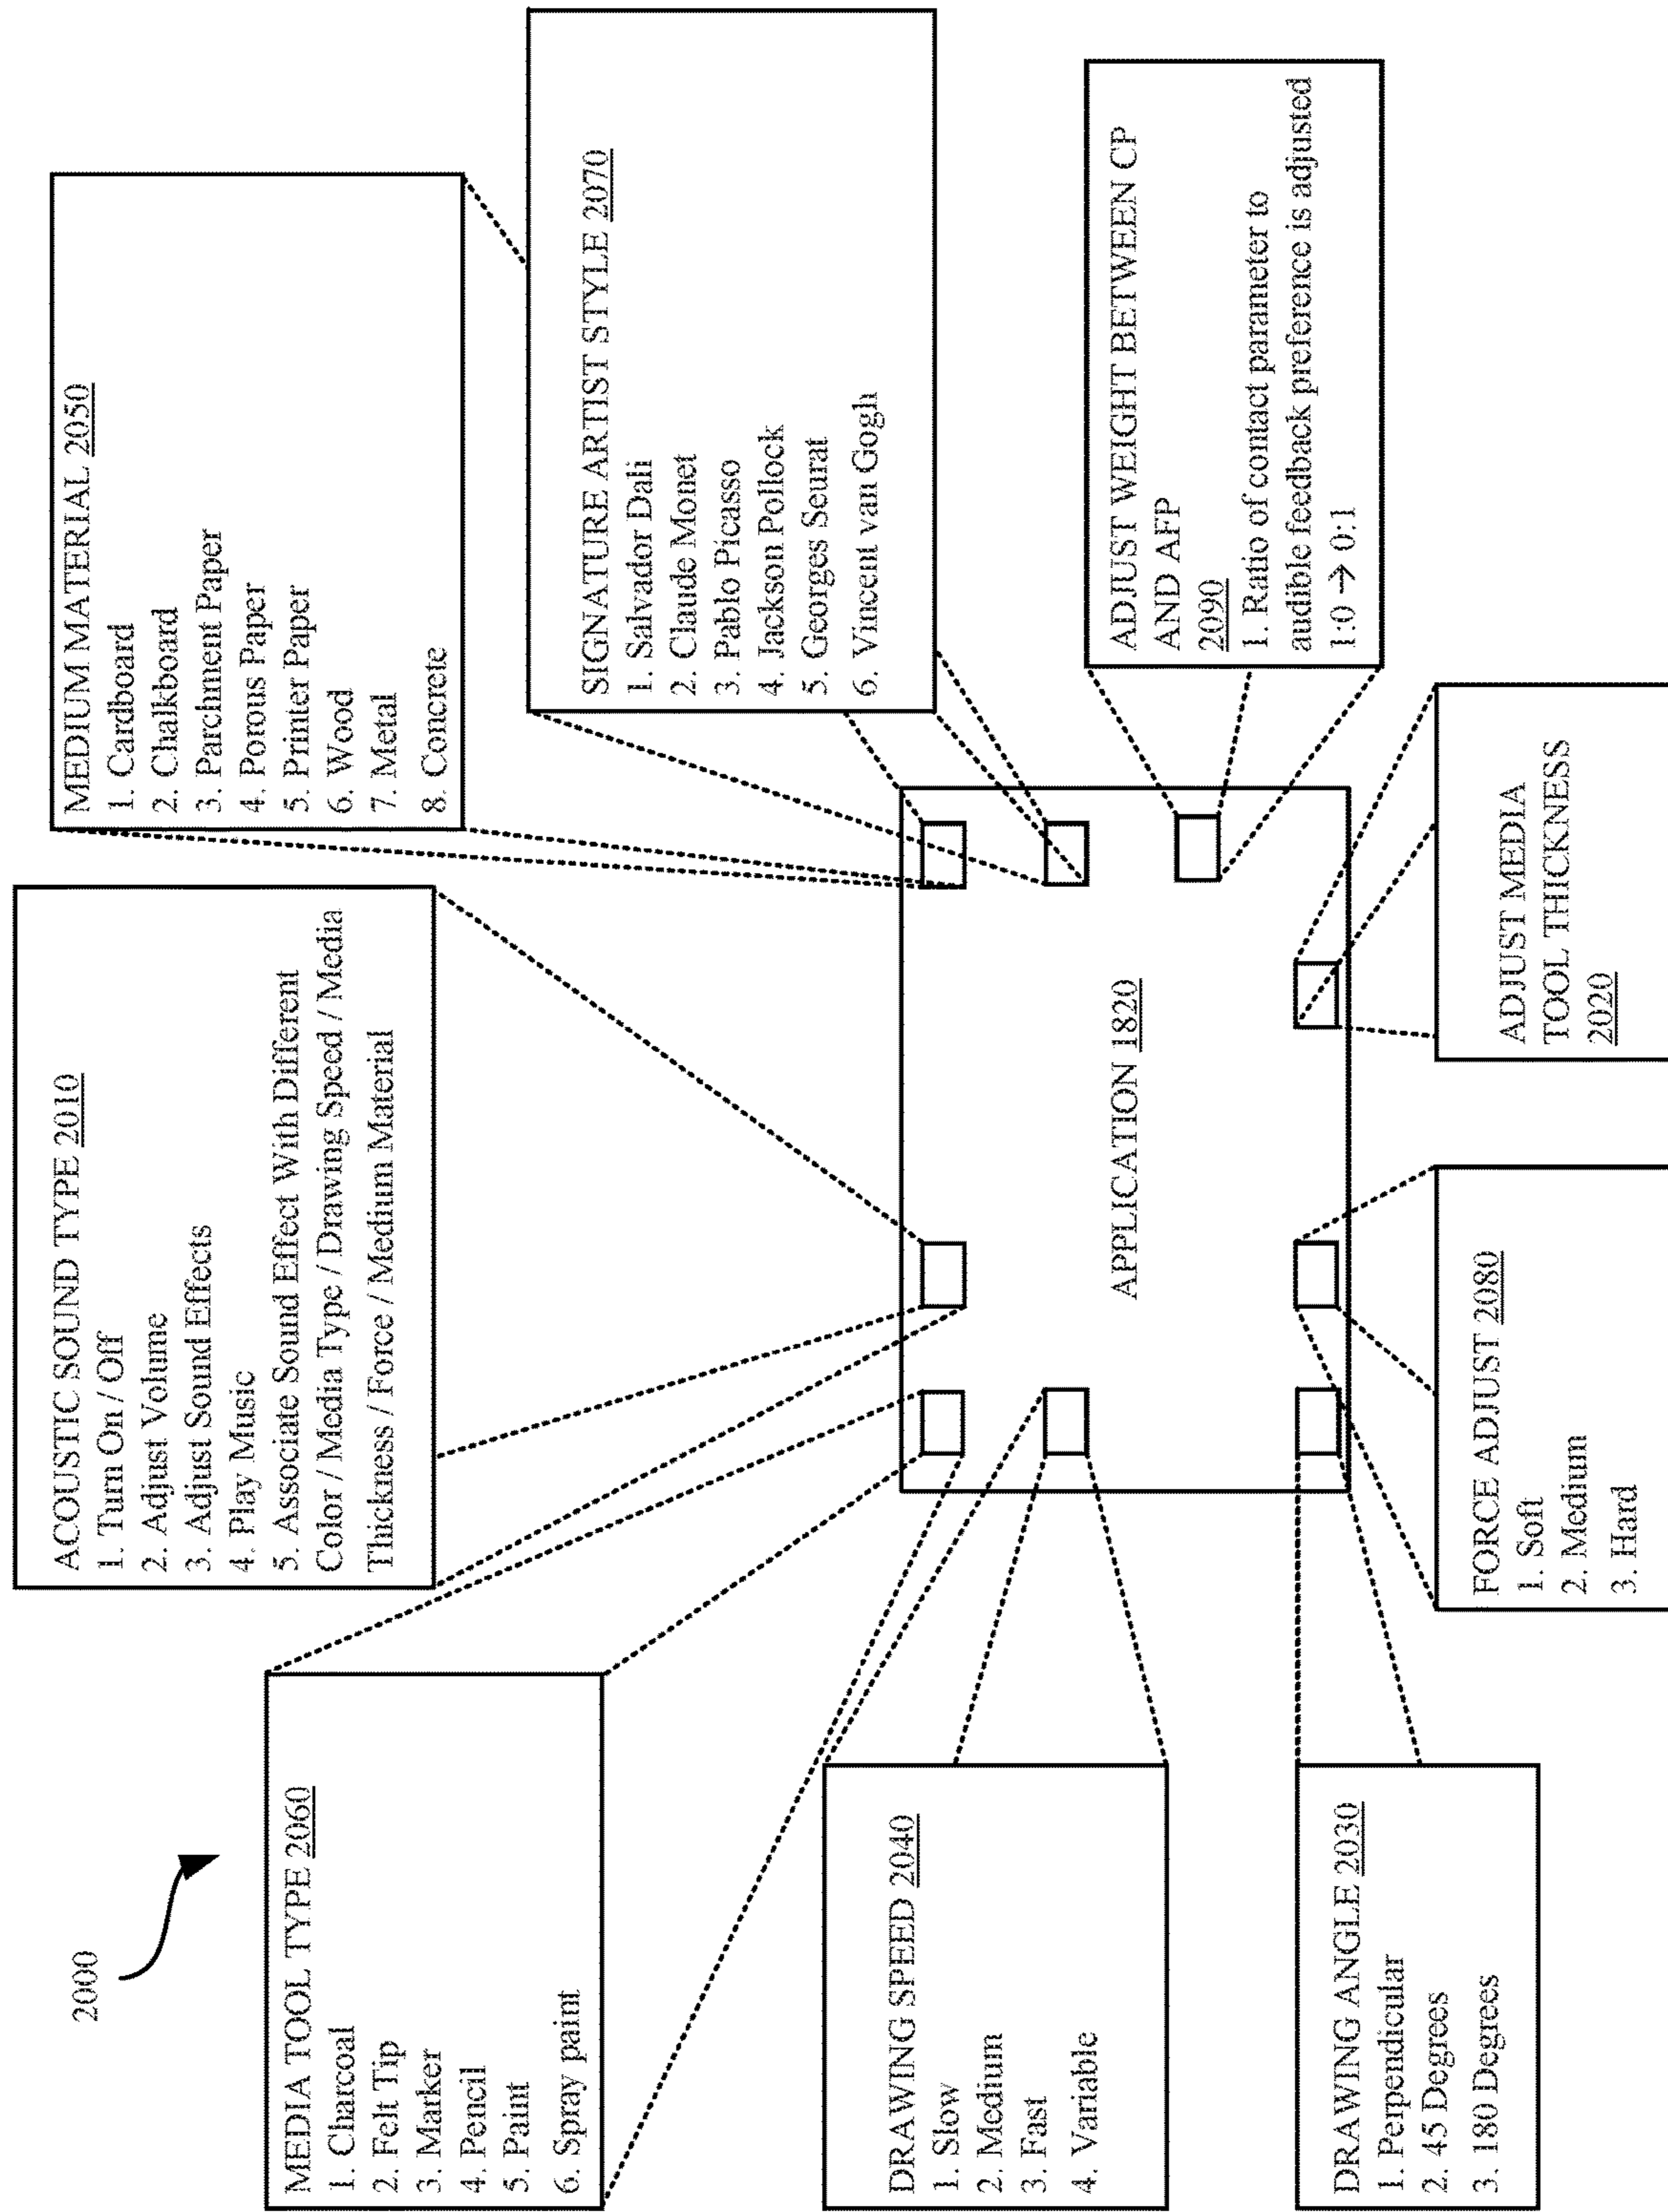 2000
MEDIA TOOL TYPE 2060
1. Charcoal
2. Felt Tip
3. Marker
4. Pencil
5. Paint
6. Spray paint
ACOUSTIC SOUND TYPE 2010
1. Turn On / Off
2. Adjust Volume
3. Adjust Sound Effects
4. Play Music
5. Associate Sound Effect With Different
Color / Media Type / Drawing Speed / Media
Thickness / Force / Medium Material
MEDIUM MATERIAL 2050
1. Cardboard
2. Chalkboard
3. Parchment Paper
4. Porous Paper
5. Printer Paper
6. Wood
7. Metal
8. Concrete
SIGNATURE ARTIST STYLE 2070
1. Salvador Dali
2. Claude Monet
3. Pablo Picasso
4. Jackson Pollock
5. Georges Seurat
6. Vincent van Gogh
DRAWING SPEED 2040
1. Slow
2. Medium
3. Fast
4. Variable
APPLICATION 1820
ADJUST WEIGHT BETWEEN CP
AND AFP
2090
1. Ratio of contact parameter to
audible feedback preference is adjusted
1:0 → 0:1
DRAWING ANGLE 2030
1. Perpendicular
2. 45 Degrees
3. 180 Degrees
FORCE ADJUST 2080
1. Soft
2. Medium
3. Hard
ADJUST MEDIA
TOOL THICKNESS
2020